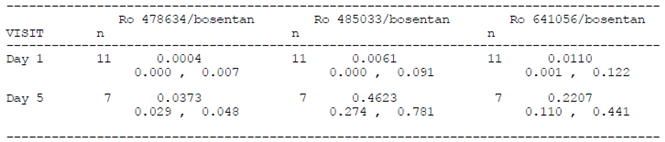 Ro 478634/bosentan Ro 485033/bosentan Ro 641056/bosentan
VISIT n n n
Day 1 11 0.0004 11 0.0061 11 0.0110
0.000 , 0.007 0.000 , 0.091 0.001 , 0.122
Day 5 7 0.0373 7 0.4623 7 0.2207
0.029 , 0.048 0.274 , 0.781 0.110 , 0.441